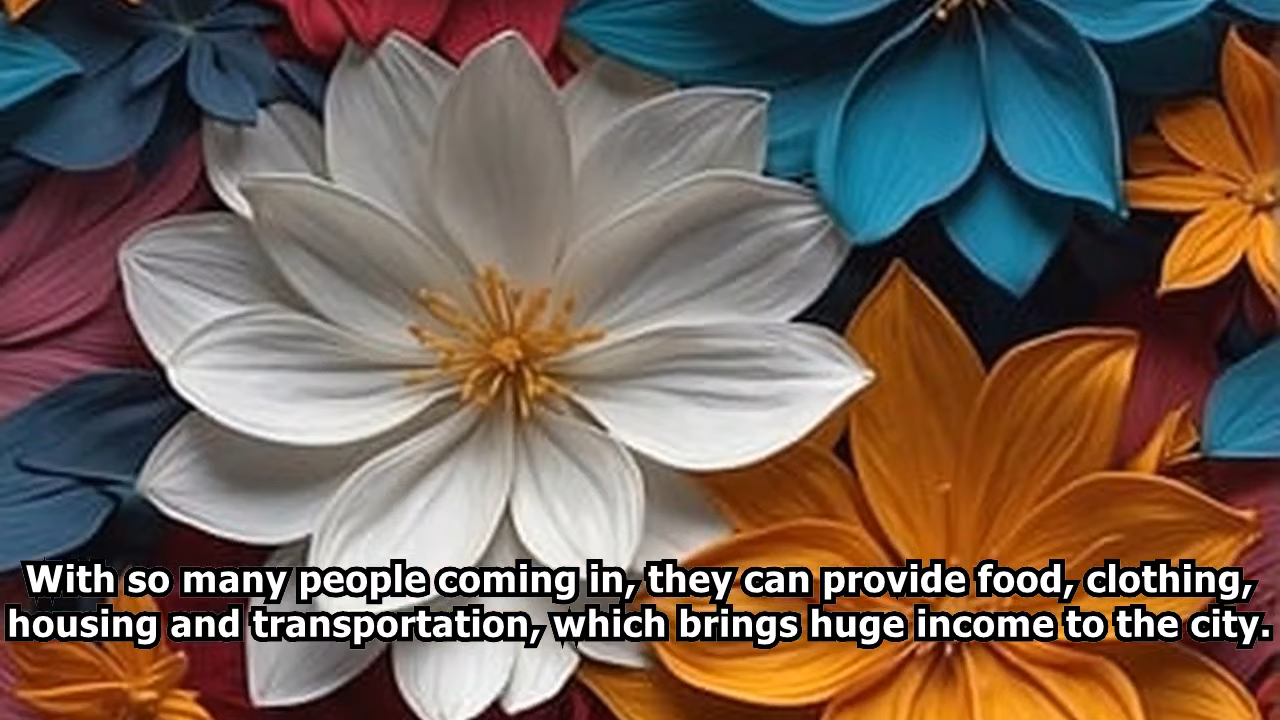 With so many people coming in, they can provide food, clothing,
housing and transportation, which brings huge income to the city.